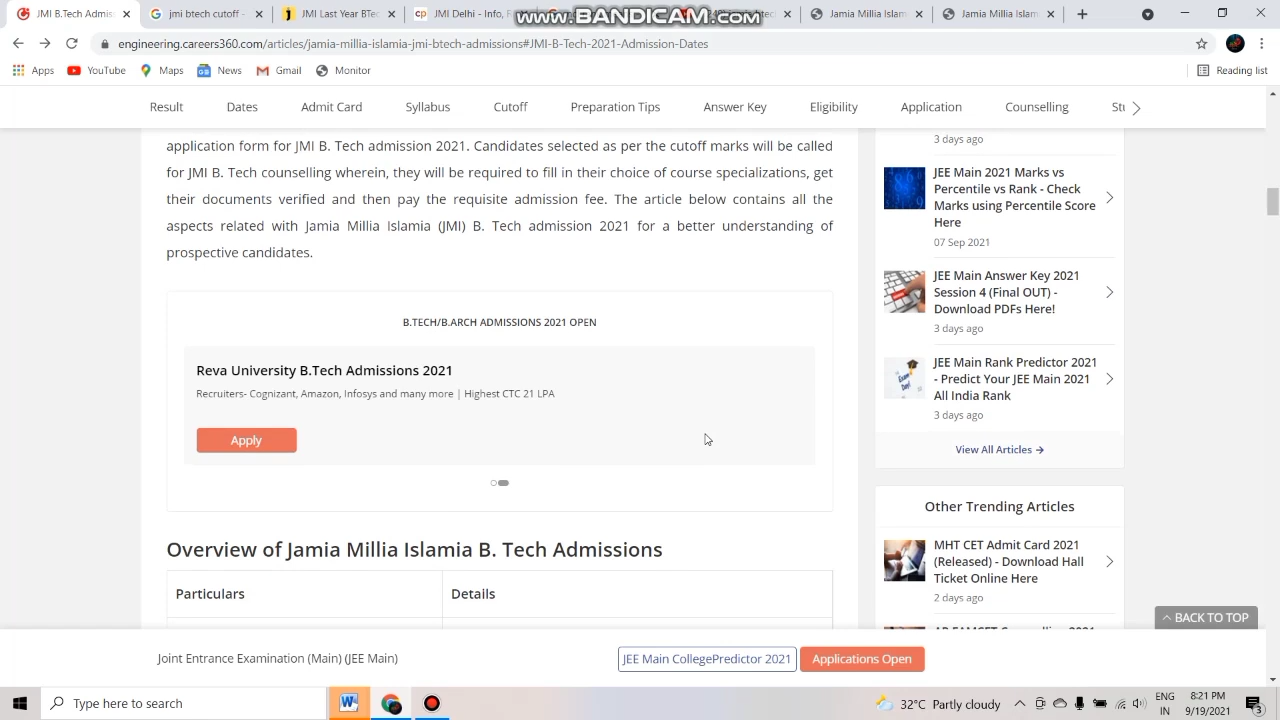 JMI B.Tech Admis
jmi btech cutoff
JMI Last Year BTec
JMI Delhi - Info, F
Jamia Millia Islam
Jamia Millia Islam
www.BANDICAM.com
engineering.careers360.com/articles/jamia-millia-islamia-jmi-btech-admissions#JMI-B-Tech-2021-Admission-Dates
Apps YouTube Maps News Gmail Monitor Reading list
Result Dates Admit Card Syllabus Cutoff Preparation Tips Answer Key Eligibility Application Counselling Stu
application form for JMI B. Tech admission 2021. Candidates selected as per the cutoff marks will be called
for JMI B. Tech counselling wherein, they will be required to fill in their choice of course specializations, get
their documents verified and then pay the requisite admission fee. The article below contains all the
aspects related with Jamia Millia Islamia (JMI) B. Tech admission 2021 for a better understanding of
prospective candidates.
B.TECH/B.ARCH ADMISSIONS 2021 OPEN
Reva University B.Tech Admissions 2021
Recruiters- Cognizant, Amazon, Infosys and many more | Highest CTC 21 LPA
Apply
Overview of Jamia Millia Islamia B. Tech Admissions
Particulars Details
3 days ago
JEE Main 2021 Marks vs
Percentile vs Rank - Check
Marks using Percentile Score
Here
07 Sep 2021
JEE Main Answer Key 2021
Session 4 (Final OUT) -
Download PDFs Here!
3 days ago
JEE Main Rank Predictor 2021
- Predict Your JEE Main 2021
All India Rank
3 days ago
View All Articles →
Other Trending Articles
MHT CET Admit Card 2021
(Released) - Download Hall
Ticket Online Here
2 days ago
BACK TO TOP
Joint Entrance Examination (Main) (JEE Main)
JEE Main CollegePredictor 2021
Applications Open
Type here to search
32°C Partly cloudy
ENG
IN
8:21 PM
9/19/2021
3